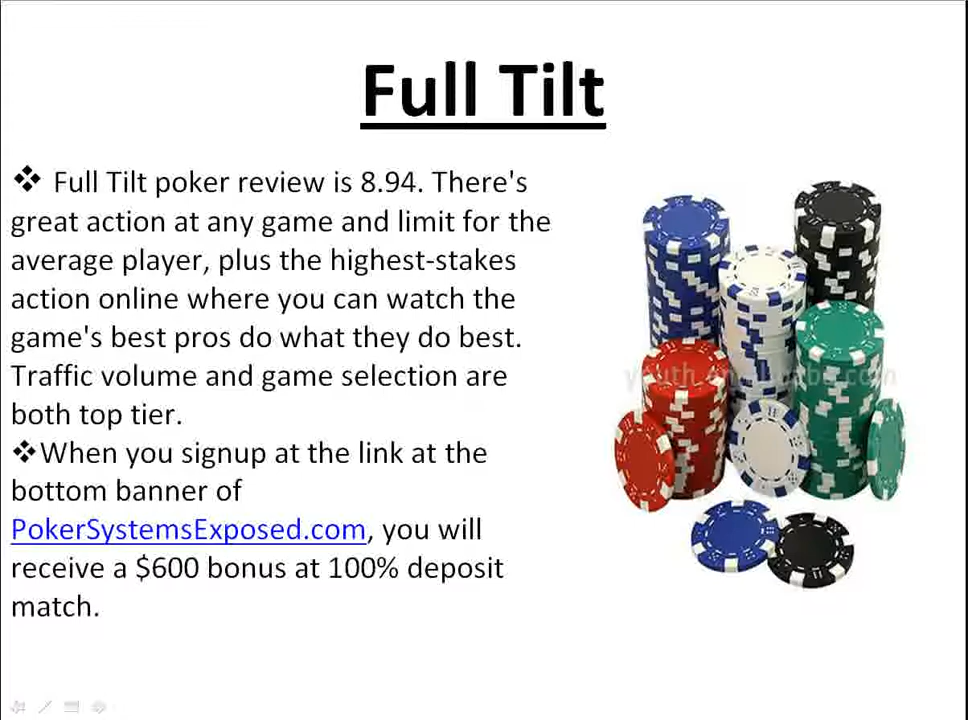 Full Tilt
❖ Full Tilt poker review is 8.94. There's
great action at any game and limit for the
average player, plus the highest-stakes
action online where you can watch the
game's best pros do what they do best.
Traffic volume and game selection are
both top tier.
❖When you signup at the link at the
bottom banner of
PokerSystemsExposed.com, you will
receive a $600 bonus at 100% deposit
match.